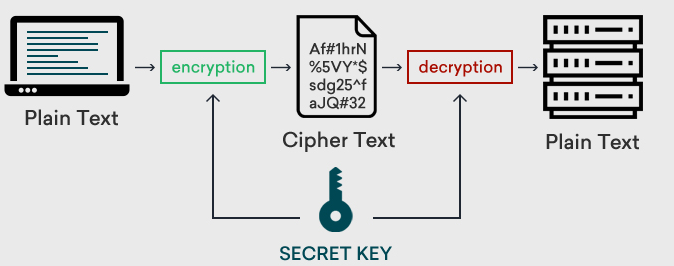 encryption
Af#1hrN
%5VY*$
sdg25^f
aJQ#32
decryption
Plain Text
Cipher Text
Plain Text
SECRET KEY